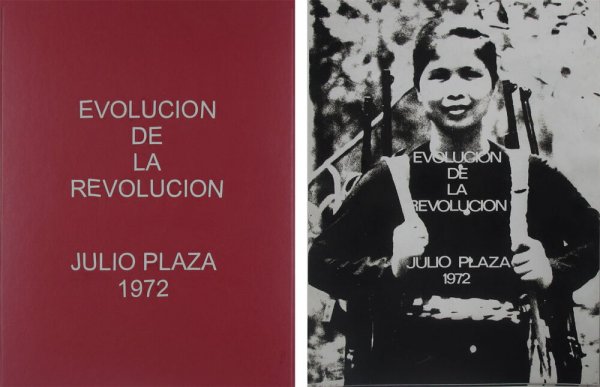 EVOLUCION
DE
LA
REVOLUCION
JULIO PLAZA
1972
EVOLUCION
DE
LA
REVOLUCION
JULIO PLAZA
1972